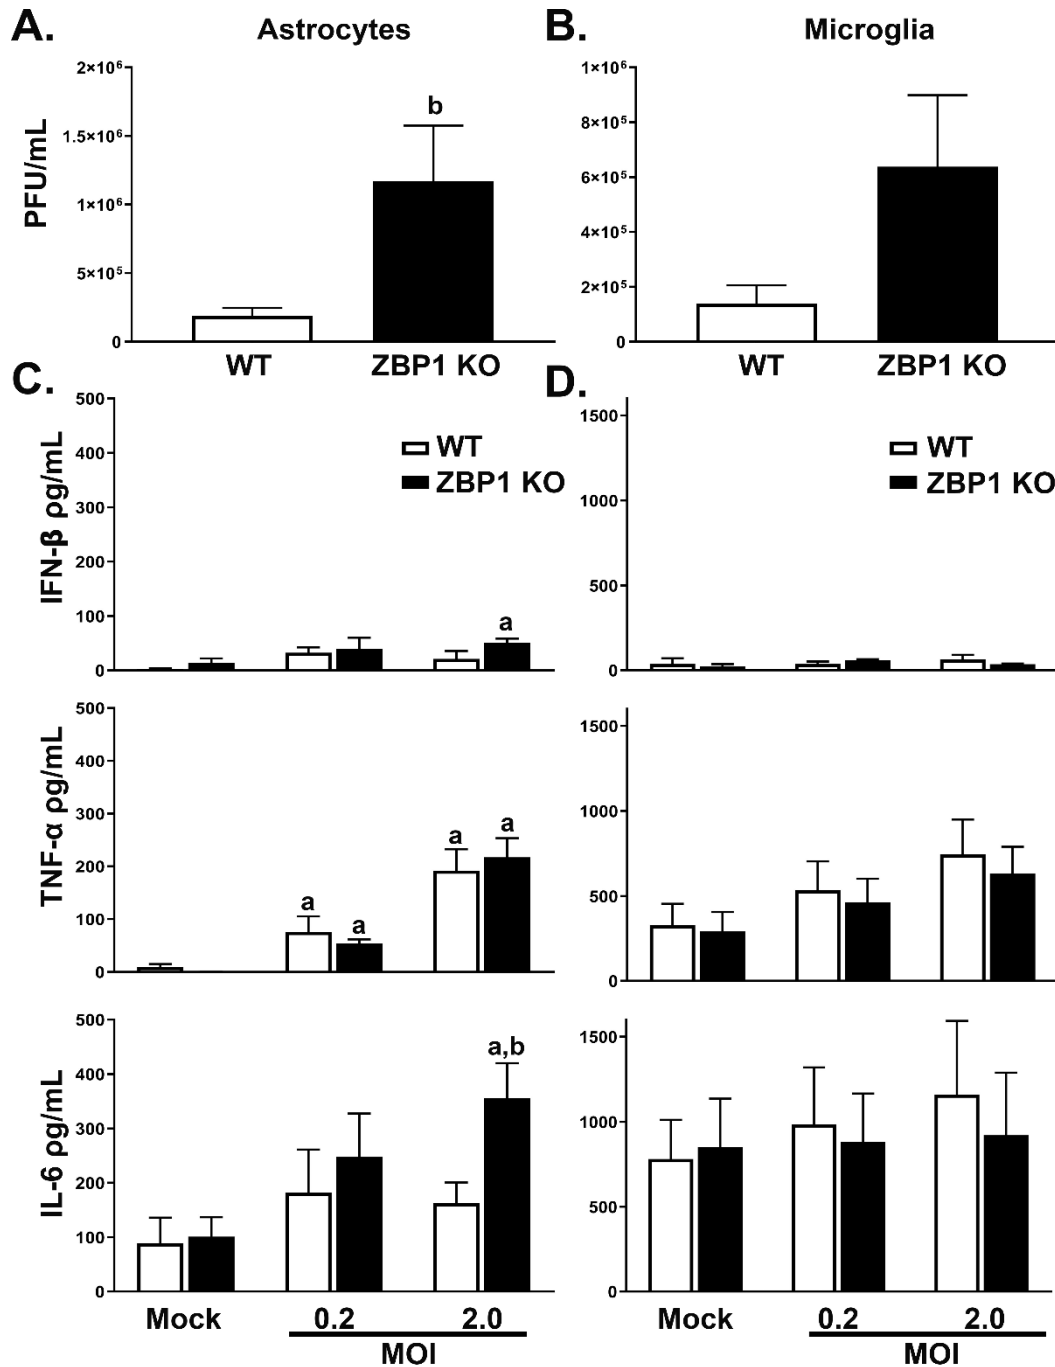 A. Astrocytes
B. Microglia
PFU/mL
2×10⁶
1.5×10⁶
1×10⁶
5×10⁵
0
b
WT ZBP1 KO
1×10⁶
8×10⁵
6×10⁵
4×10⁵
2×10⁵
0
WT ZBP1 KO
C.
IFN-β ρg/mL
500
400
300
200
100
0
WT
ZBP1 KO
a
TNF-α ρg/mL
500
400
300
200
100
0
a
a
a
a
IL-6 ρg/mL
500
400
300
200
100
0
a,b
Mock 0.2 2.0
MOI
D.
1500
1000
500
0
WT
ZBP1 KO
1500
1000
500
0
1500
1000
500
0
Mock 0.2 2.0
MOI